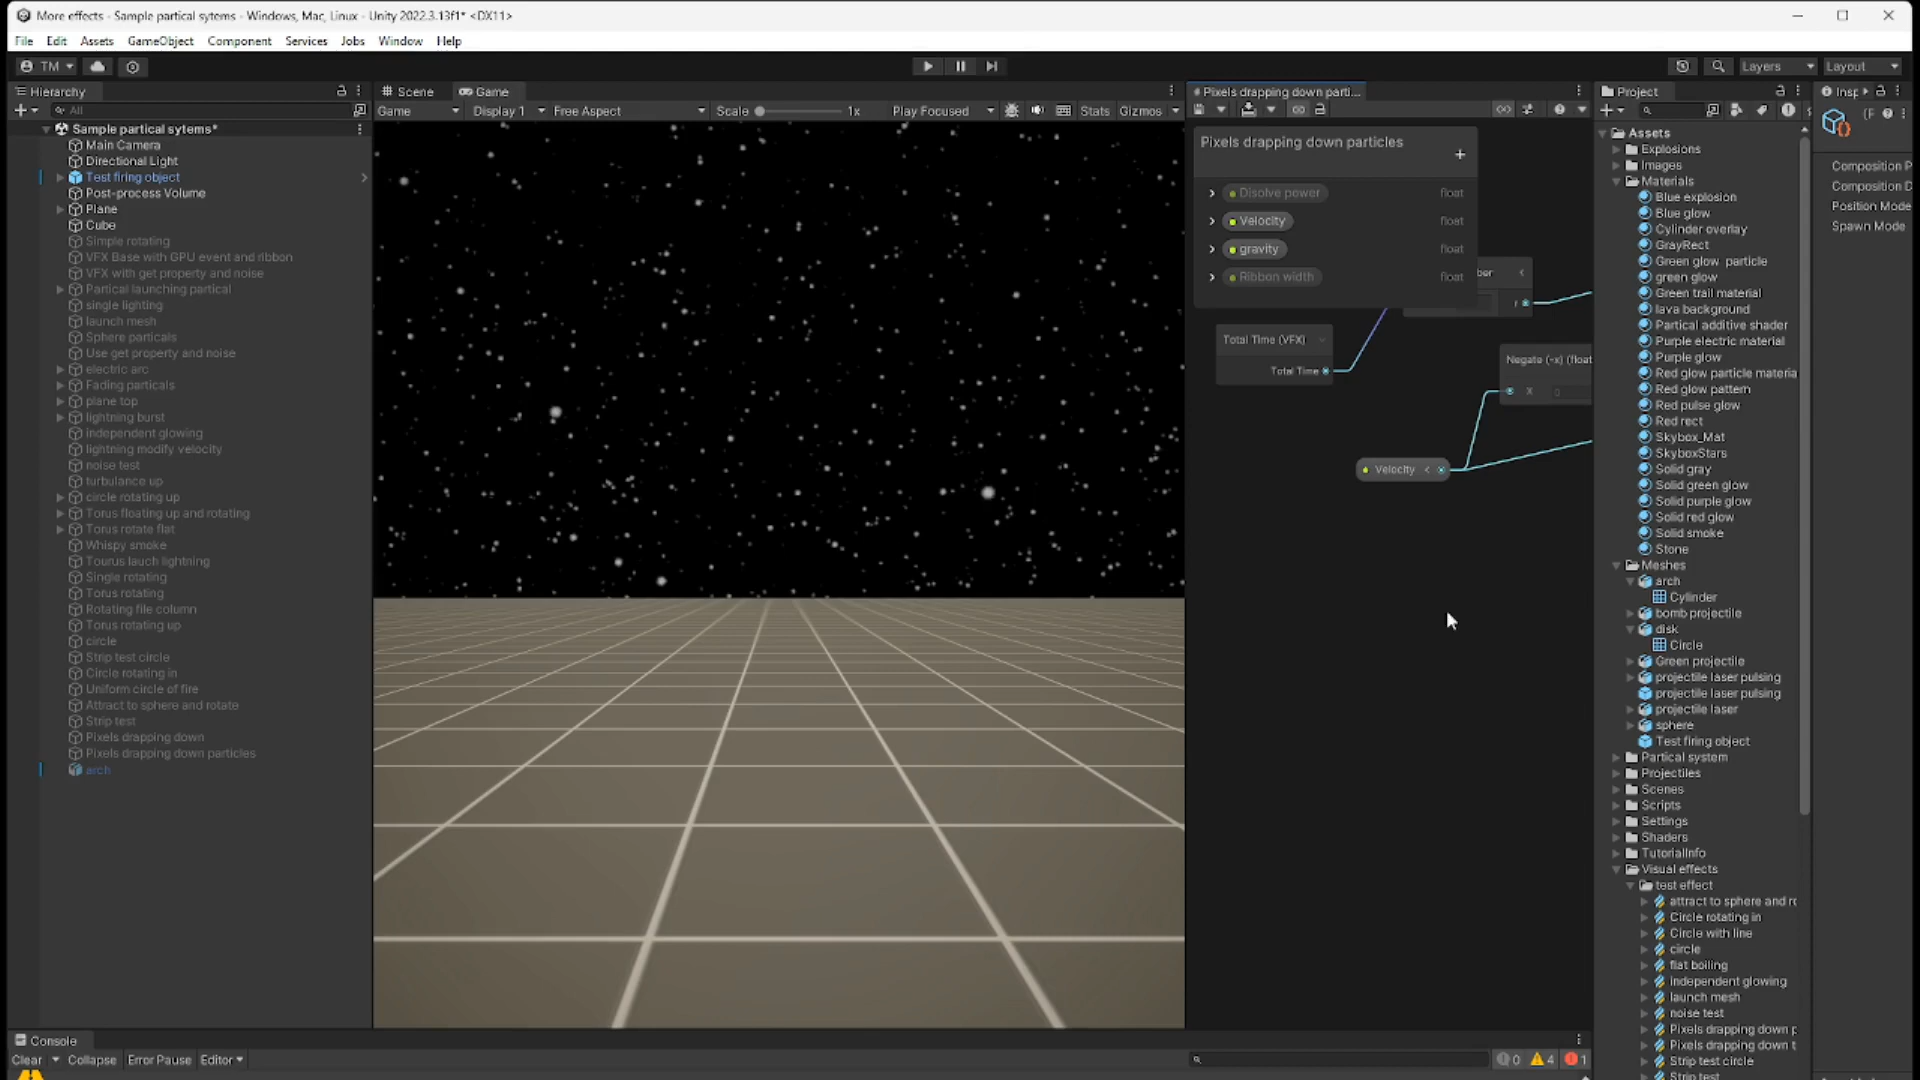 More effects - Sample partical sytems - Windows, Mac, Linux - Unity 2022.3.13f1* <DX11>
File Edit Assets GameObject Component Services Jobs Window Help
TM
Layers
Layout
Hierarchy
All
Sample partical sytems*
Main Camera
Directional Light
Test firing object
Post-process Volume
Plane
Cube
Simple rotating
VFX Base with GPU event and ribbon
VFX with get property and noise
Partical launching partical
single lighting
launch mesh
Sphere particals
Use get property and noise
electric arc
Fading particals
plane top
lightning burst
independent glowing
lightning modify velocity
noise test
turbulance up
circle rotating up
Torus floating up and rotating
Torus rotate flat
Whispy smoke
Tourus lauch lightning
Single rotating
Torus rotating
Rotating file column
Torus rotating up
circle
Strip test circle
Circle rotating in
Uniform circle of fire
Attract to sphere and rotate
Strip test
Pixels drapping down
Pixels drapping down particles
arch
Scene
Game
Game
Display 1
Free Aspect
Scale
1x
Play Focused
Stats
Gizmos
Pixels drapping down parti...
Pixels drapping down particles
Disolve power float
Velocity float
gravity float
Ribbon width float
ber
r
Total Time (VFX)
Total Time
Negate (-x) (float
X
0
Velocity
Project
Assets
Explosions
Images
Materials
Blue explosion
Blue glow
Cylinder overlay
GrayRect
Green glow particle
green glow
Green trail material
lava background
Partical additive shader
Purple electric material
Purple glow
Red glow particle materia
Red glow pattern
Red pulse glow
Red rect
Skybox_Mat
SkyboxStars
Solid gray
Solid green glow
Solid purple glow
Solid red glow
Solid smoke
Stone
Meshes
arch
Cylinder
bomb projectile
disk
Circle
Green projectile
projectile laser pulsing
projectile laser pulsing
projectile laser
sphere
Test firing object
Partical system
Projectiles
Scenes
Scripts
Settings
Shaders
TutorialInfo
Visual effects
test effect
attract to sphere and r
Circle rotating in
Circle with line
circle
flat boiling
independent glowing
launch mesh
noise test
Pixels drapping down p
Pixels drapping down t
Strip test circle
Strip test
Insp
(F
Composition P
Composition D
Position Mode
Spawn Mode
Console
Clear
Collapse
Error Pause
Editor
0
4
1